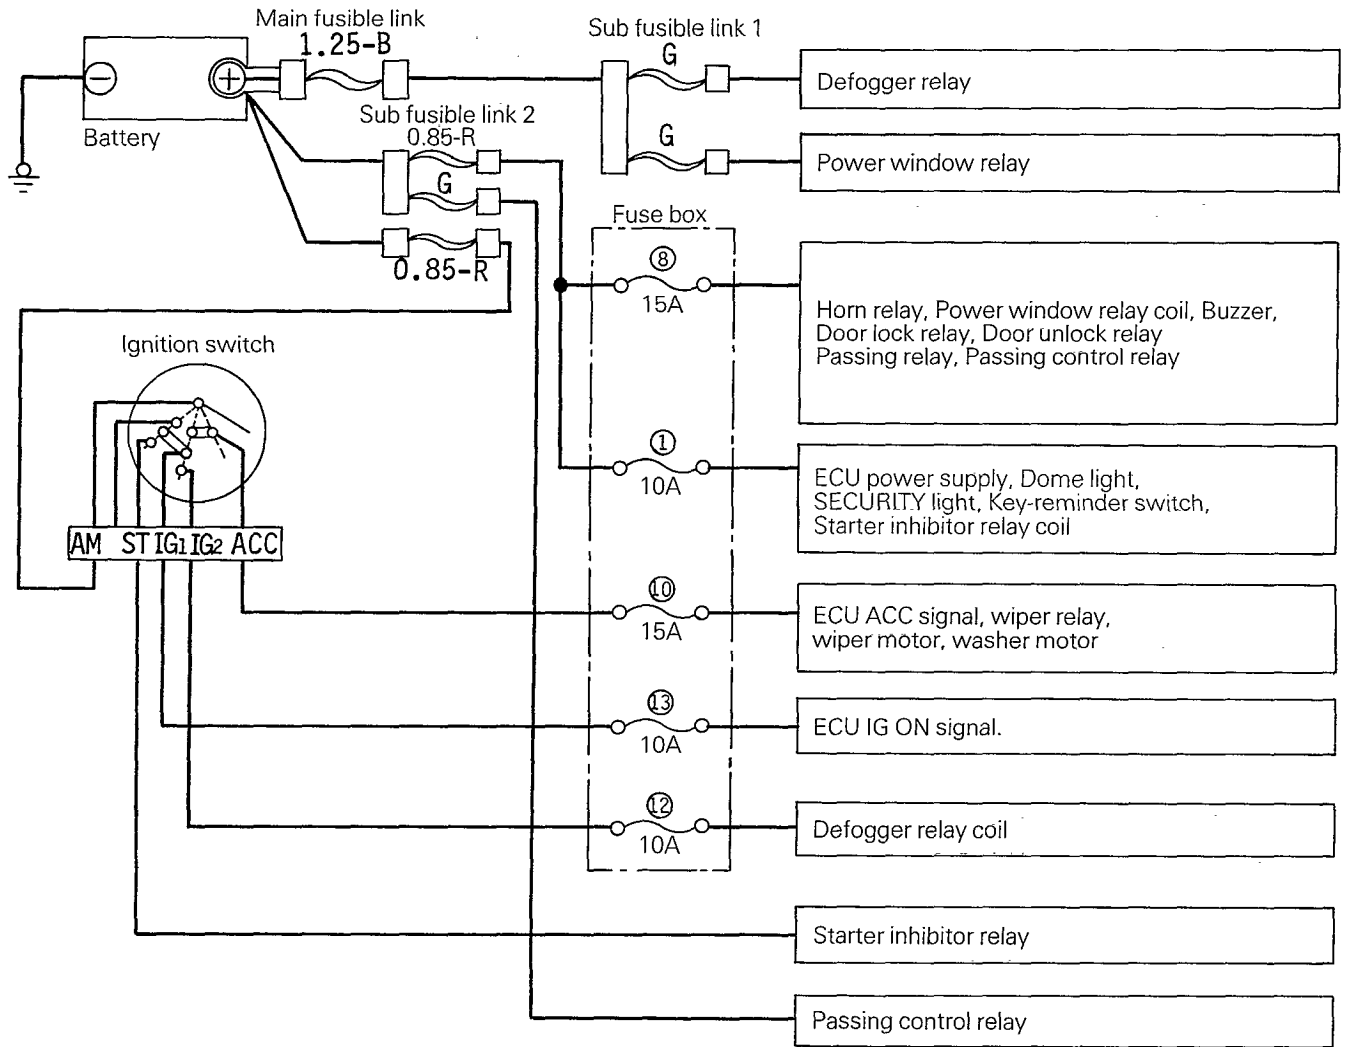 Main fusible link
1.25-B
Sub fusible link 1
G
Defogger relay
Battery
Sub fusible link 2
0.85-R
G
Power window relay
G
0.85-R
Fuse box
⑧
15A
Horn relay, Power window relay coil, Buzzer,
Door lock relay, Door unlock relay
Passing relay, Passing control relay
Ignition switch
①
10A
ECU power supply, Dome light,
SECURITY light, Key-reminder switch,
Starter inhibitor relay coil
AM ST IG1 IG2 ACC
⑩
15A
ECU ACC signal, wiper relay,
wiper motor, washer motor
⑬
10A
ECU IG ON signal.
⑫
10A
Defogger relay coil
Starter inhibitor relay
Passing control relay